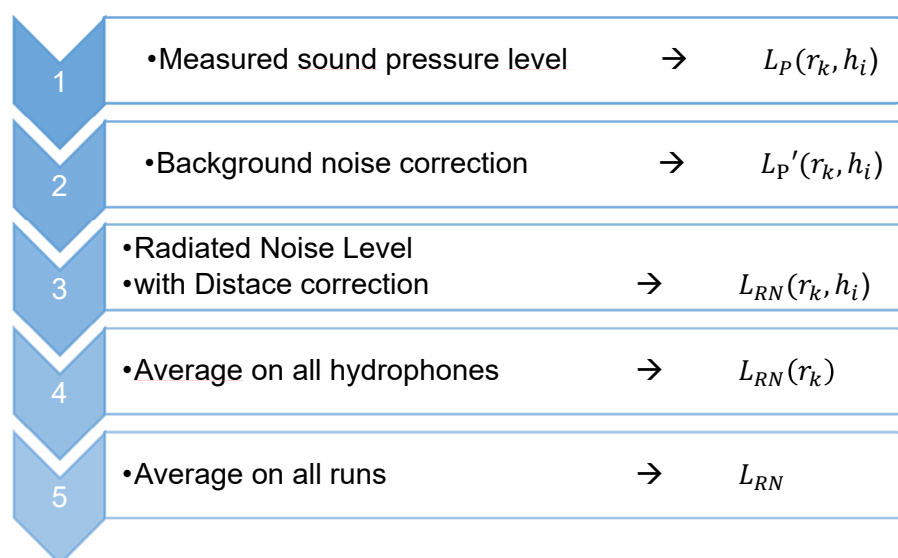 1
•Measured sound pressure level → L_P(r_k, h_i)
2
•Background noise correction → L_P′(r_k, h_i)
3
•Radiated Noise Level
•with Distace correction → L_RN(r_k, h_i)
4
•Average on all hydrophones → L_RN(r_k)
5
•Average on all runs → L_RN